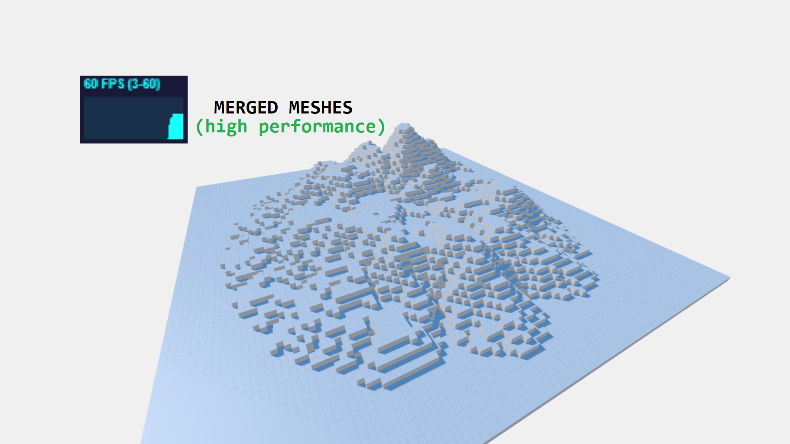 60 FPS (3-60)
MERGED MESHES
(high performance)